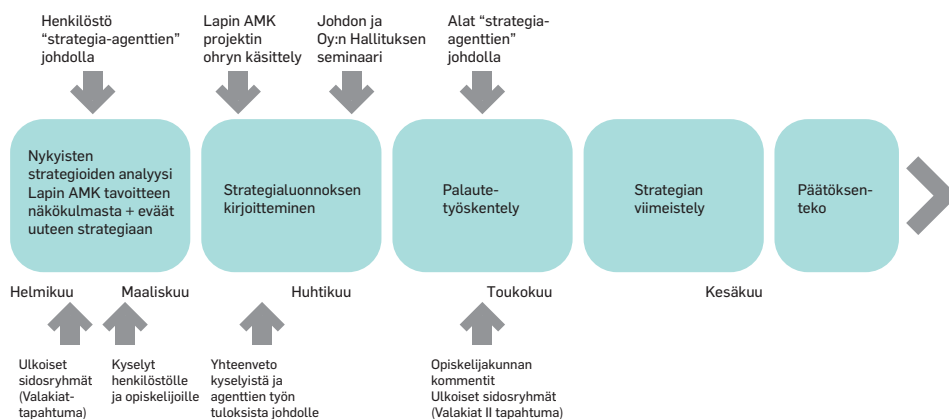 Henkilöstö
“strategia-agenttien”
johdolla
Lapin AMK
projektin
ohryn käsittely
Johdon ja
Oy:n Hallituksen
seminaari
Alat “strategia-
agenttien”
johdolla
Nykyisten
strategioiden analyysi
Lapin AMK tavoitteen
näkökulmasta + eväät
uuteen strategiaan
Strategialuonnoksen
kirjoitteminen
Palaute-
työskentely
Strategian
viimeistely
Päätöksen-
teko
Helmikuu
Maaliskuu
Huhtikuu
Toukokuu
Kesäkuu
Ulkoiset
sidosryhmät
(Valakiat-
tapahtuma)
Kyselyt
henkilöstölle
ja opiskelijoille
Yhteenveto
kyselyistä ja
agenttien työn
tuloksista johdolle
Opiskelijakunnan
kommentit
Ulkoiset sidosryhmät
(Valakiat II tapahtuma)